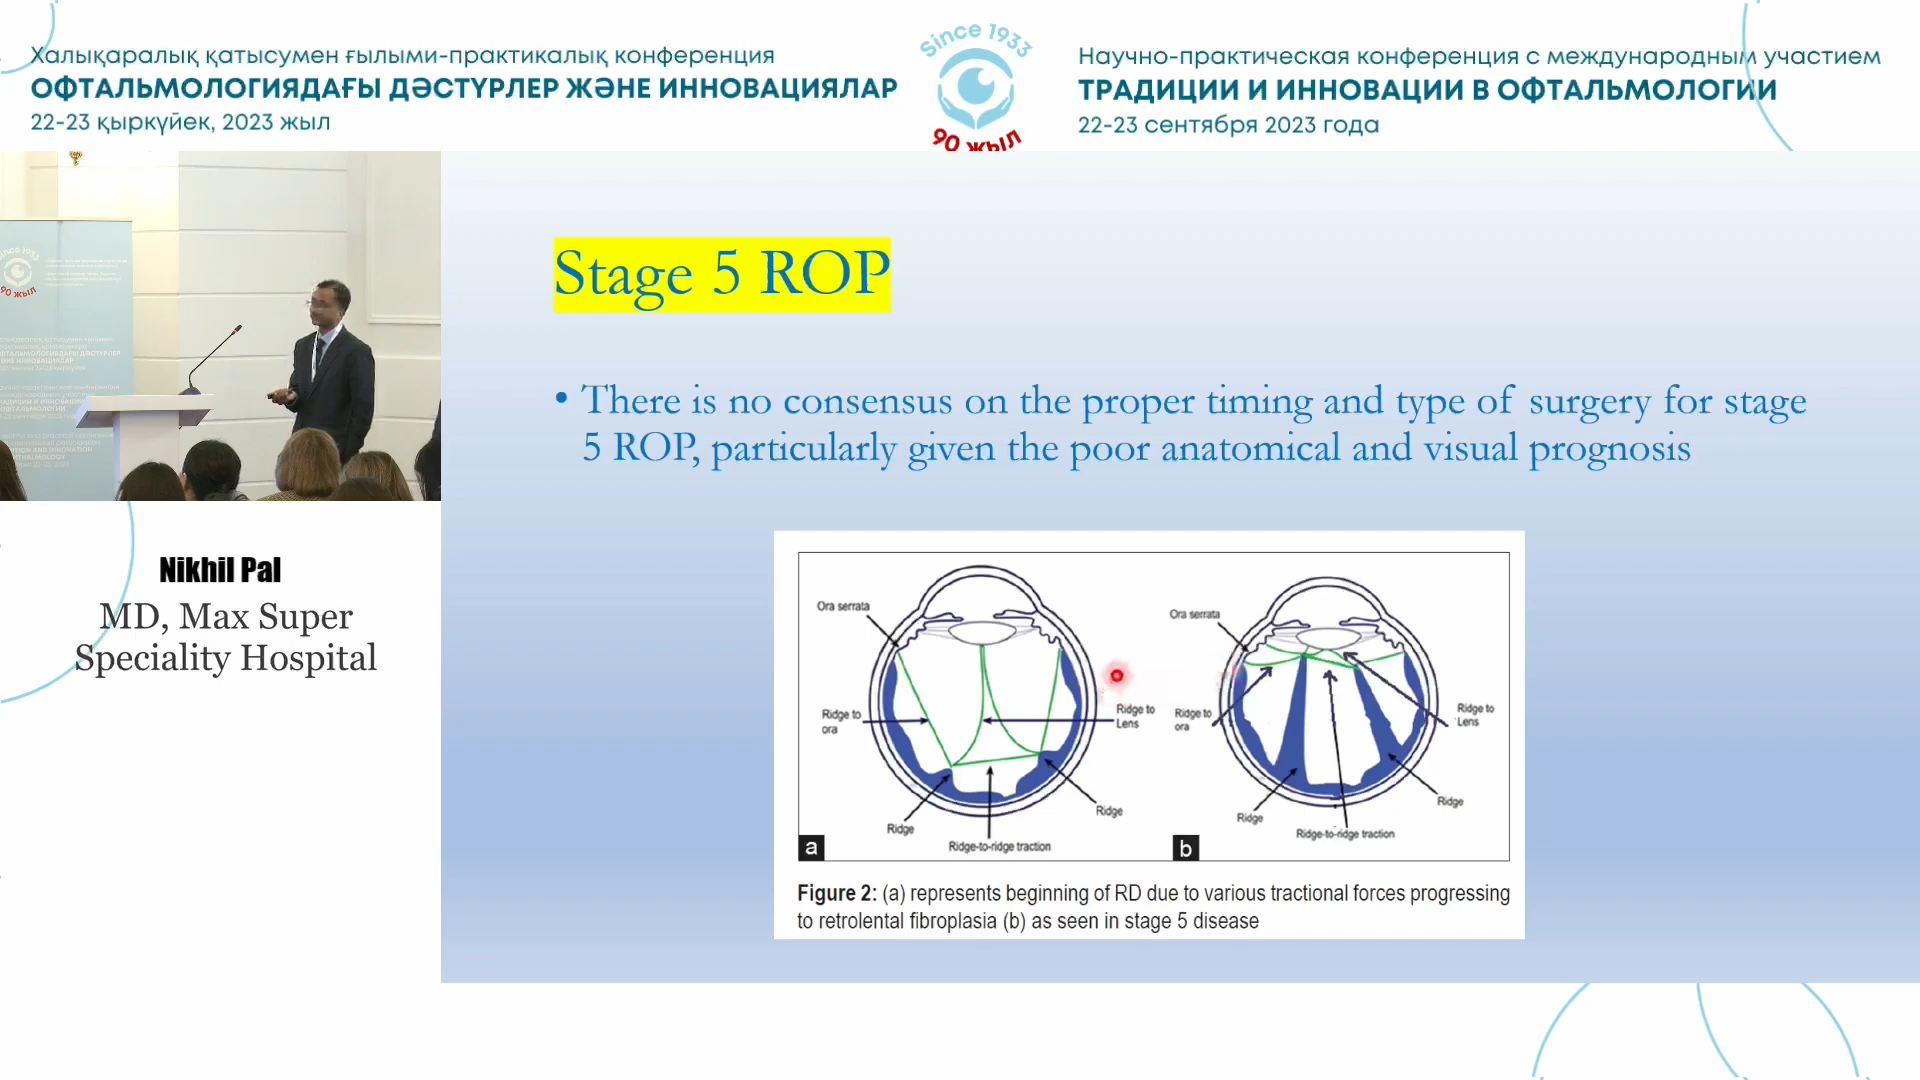 Халықаралық қатысумен ғылыми-практикалық конференция
ОФТАЛЬМОЛОГИЯДАҒЫ ДӘСТҮРЛЕР ЖӘНЕ ИННОВАЦИЯЛАР
22-23 қыркүйек, 2023 жыл
Since 1933
90 жыл
Научно-практическая конференция с международным участием
ТРАДИЦИИ И ИННОВАЦИИ В ОФТАЛЬМОЛОГИИ
22-23 сентября 2023 года
90 жыл
Nikhil Pal
MD, Max Super
Speciality Hospital
Stage 5 ROP
• There is no consensus on the proper timing and type of surgery for stage
5 ROP, particularly given the poor anatomical and visual prognosis
Ora serrata
Ridge to
ora
Ridge to
Lens
Ridge
Ridge
Ridge-to-ridge traction
a
Ora serrata
Ridge to
ora
Ridge to
Lens
Ridge
Ridge
Ridge-to-ridge traction
b
Figure 2: (a) represents beginning of RD due to various tractional forces progressing
to retrolental fibroplasia (b) as seen in stage 5 disease